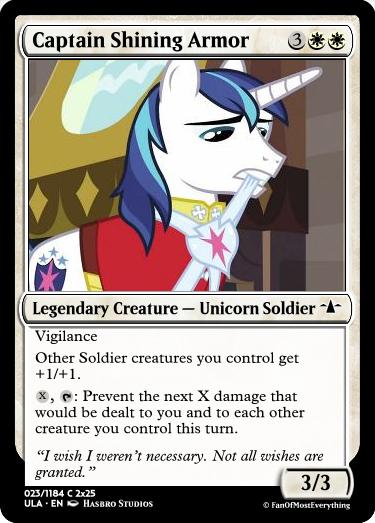 Captain Shining Armor 3
Legendary Creature — Unicorn Soldier
Vigilance
Other Soldier creatures you control get
+1/+1.
X, : Prevent the next X damage that
would be dealt to you and to each other
creature you control this turn.
“I wish I weren't necessary. Not all wishes are
granted.”
3/3
023/1184 C 2x25
ULA • EN Hasbro Studios
© FanOfMostEverything